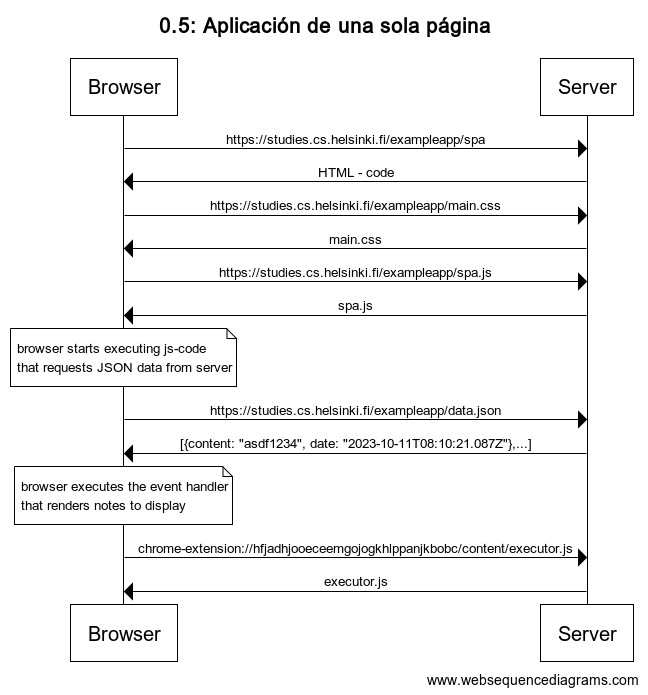 0.5: Aplicación de una sola página
Browser
Server
https://studies.cs.helsinki.fi/exampleapp/spa
HTML - code
https://studies.cs.helsinki.fi/exampleapp/main.css
main.css
https://studies.cs.helsinki.fi/exampleapp/spa.js
spa.js
browser starts executing js-code
that requests JSON data from server
https://studies.cs.helsinki.fi/exampleapp/data.json
[{content: "asdf1234", date: "2023-10-11T08:10:21.087Z"},...]
browser executes the event handler
that renders notes to display
chrome-extension://hfjadhjooeceemgojogkhlppanjkbobc/content/executor.js
executor.js
Browser
Server
www.websequencediagrams.com